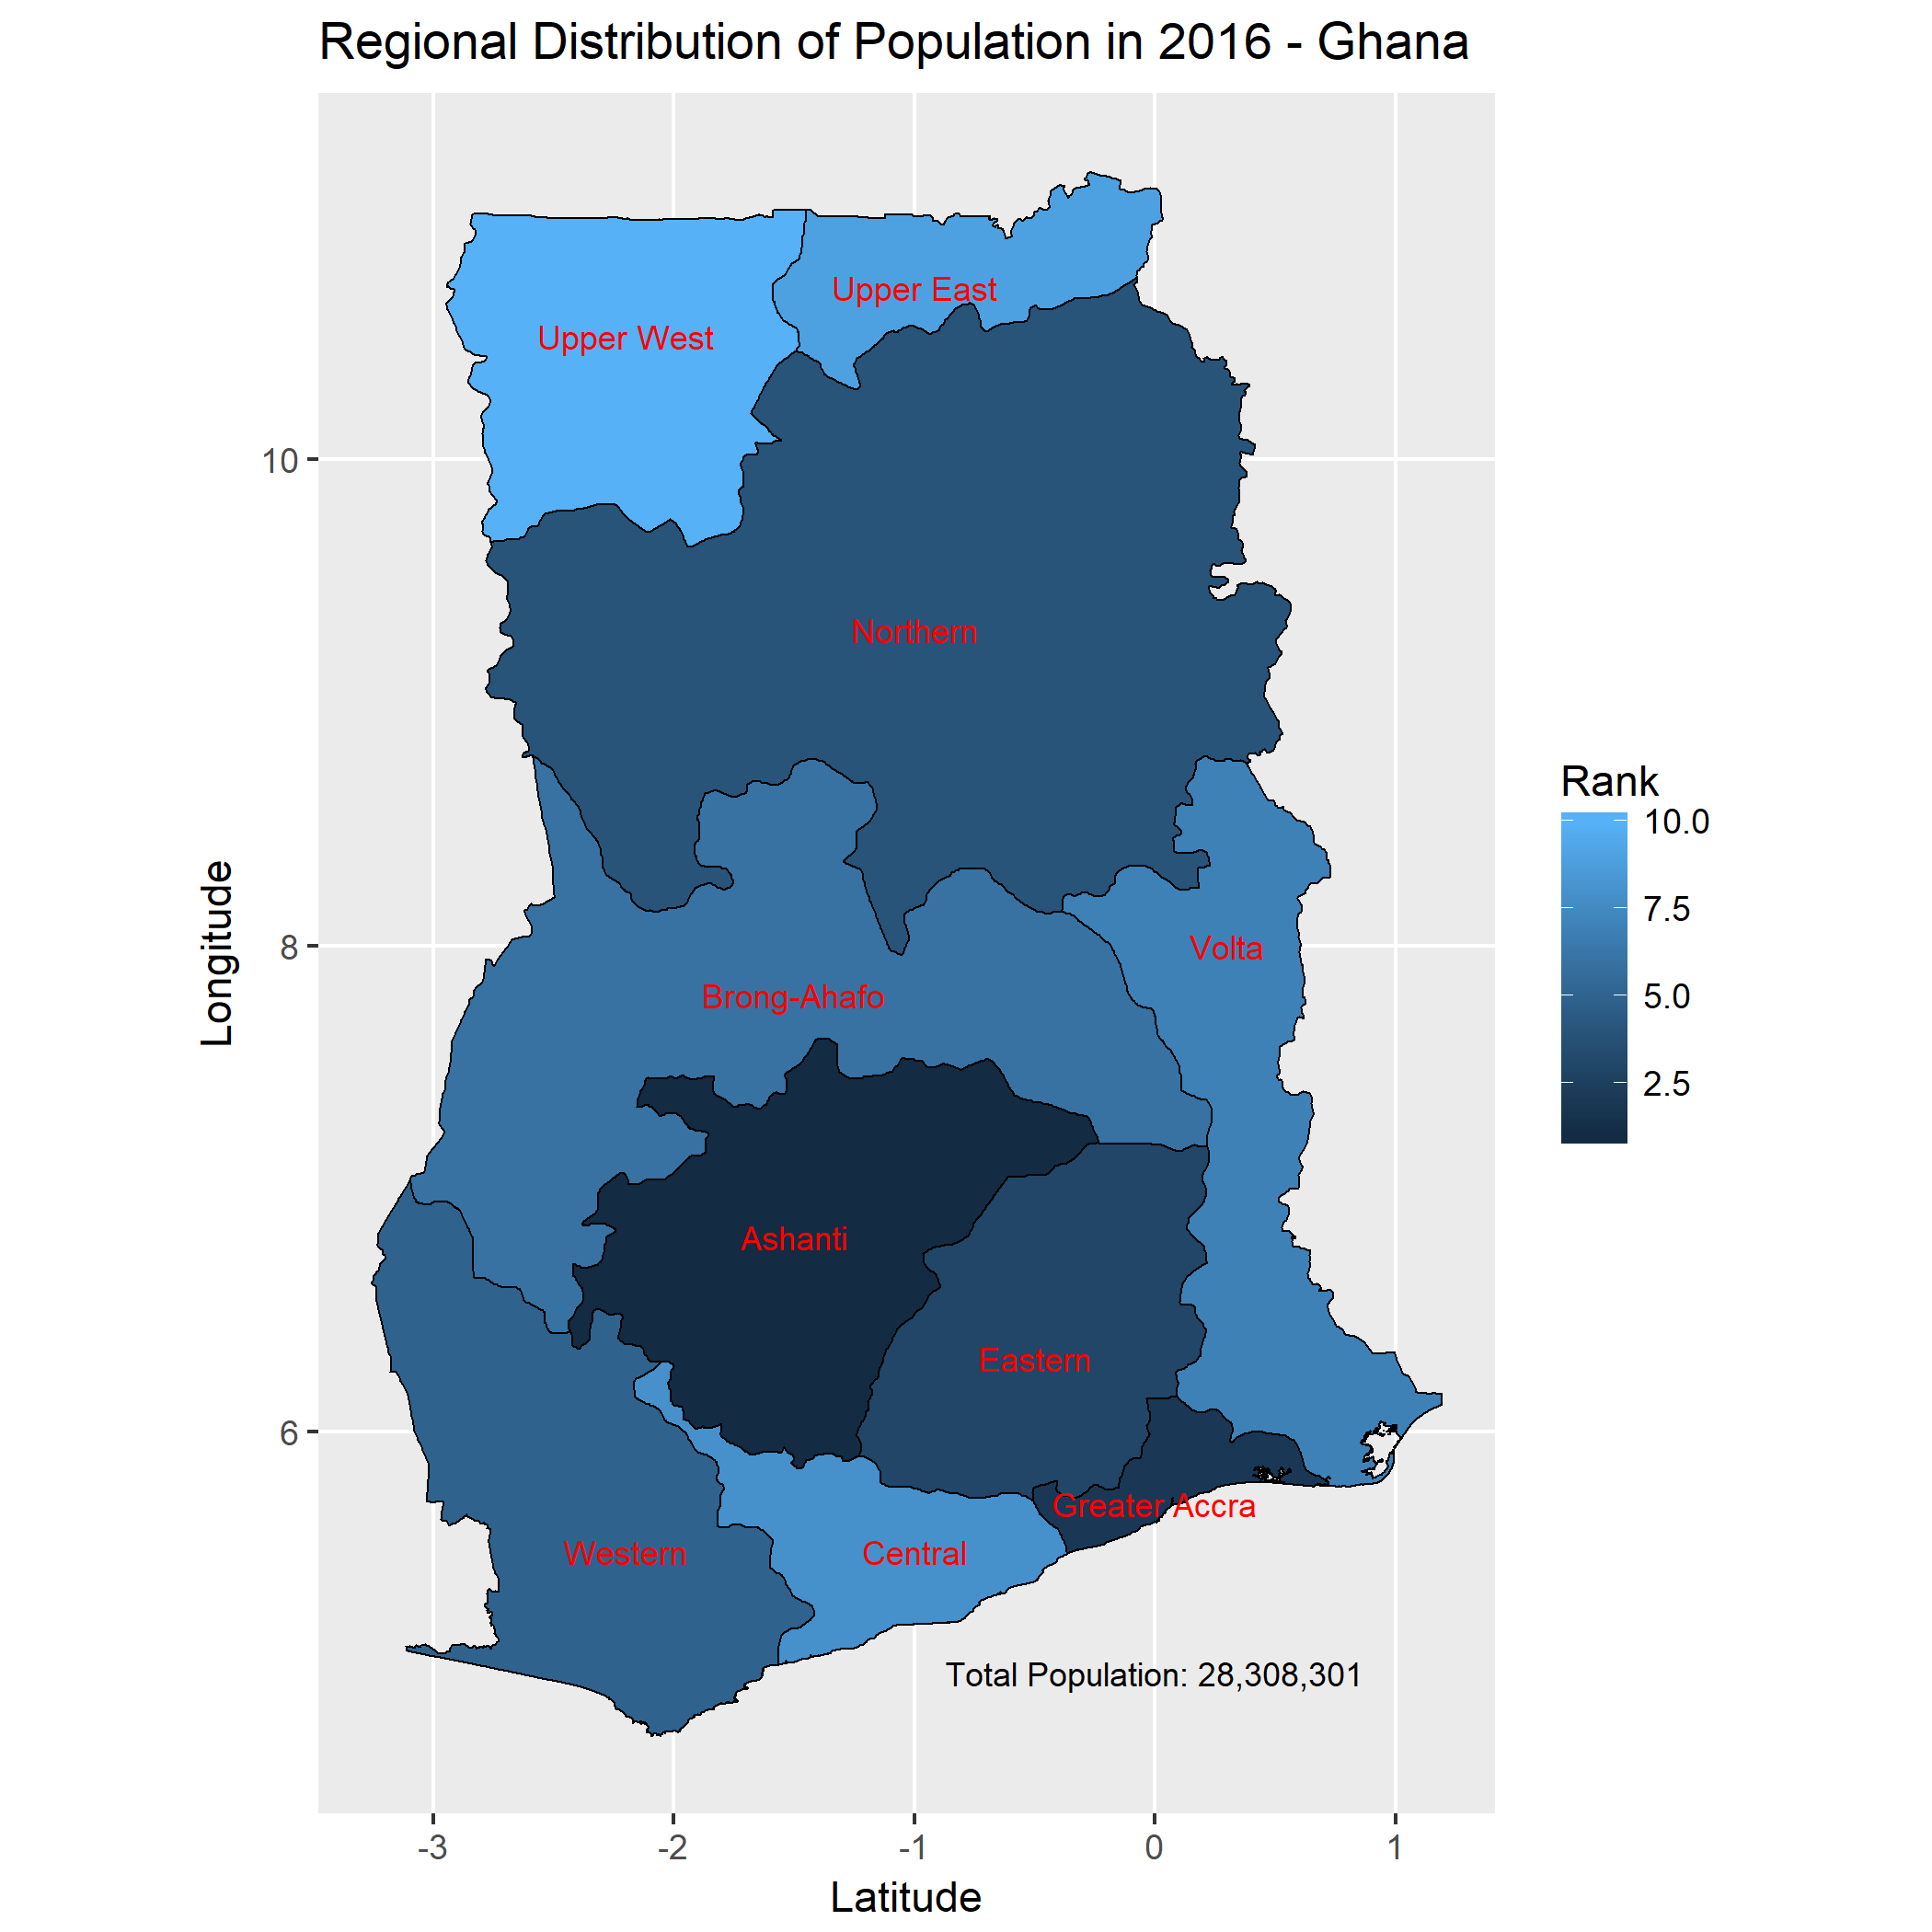 Regional Distribution of Population in 2016 - Ghana
Upper East
Upper West
10
Northern
Rank
10.0
7.5
5.0
2.5
Longitude
8
Volta
Brong-Ahafo
Ashanti
Eastern
6
Greater Accra
Western
Central
Total Population: 28,308,301
-3
-2
-1
0
1
Latitude